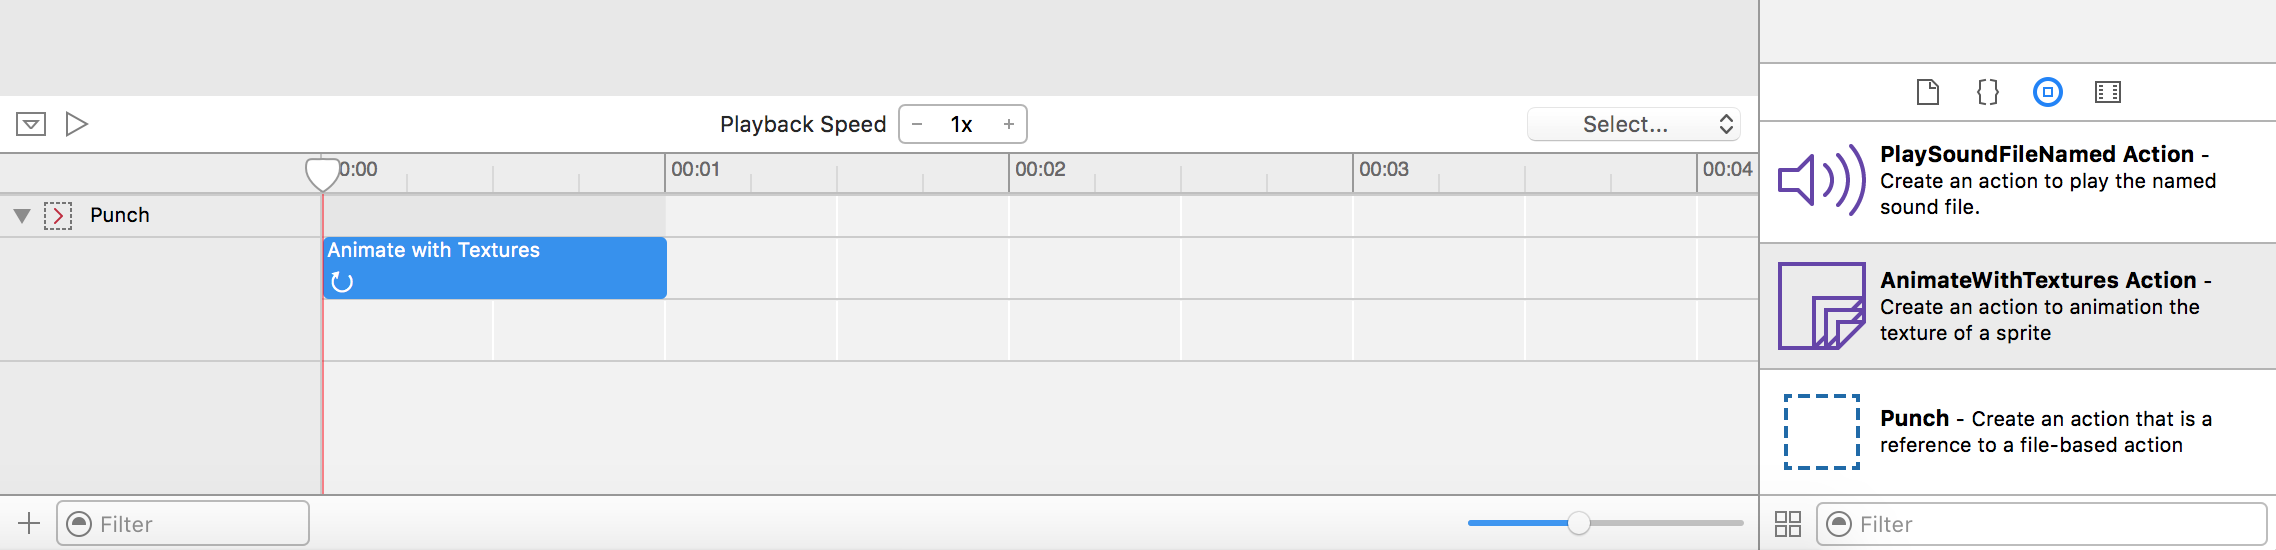 Playback Speed − 1x + Select...
0:00 00:01 00:02 00:03 00:04
Punch
Animate with Textures
Filter
PlaySoundFileNamed Action -
Create an action to play the named
sound file.
AnimateWithTextures Action -
Create an action to animation the
texture of a sprite
Punch - Create an action that is a
reference to a file-based action
Filter